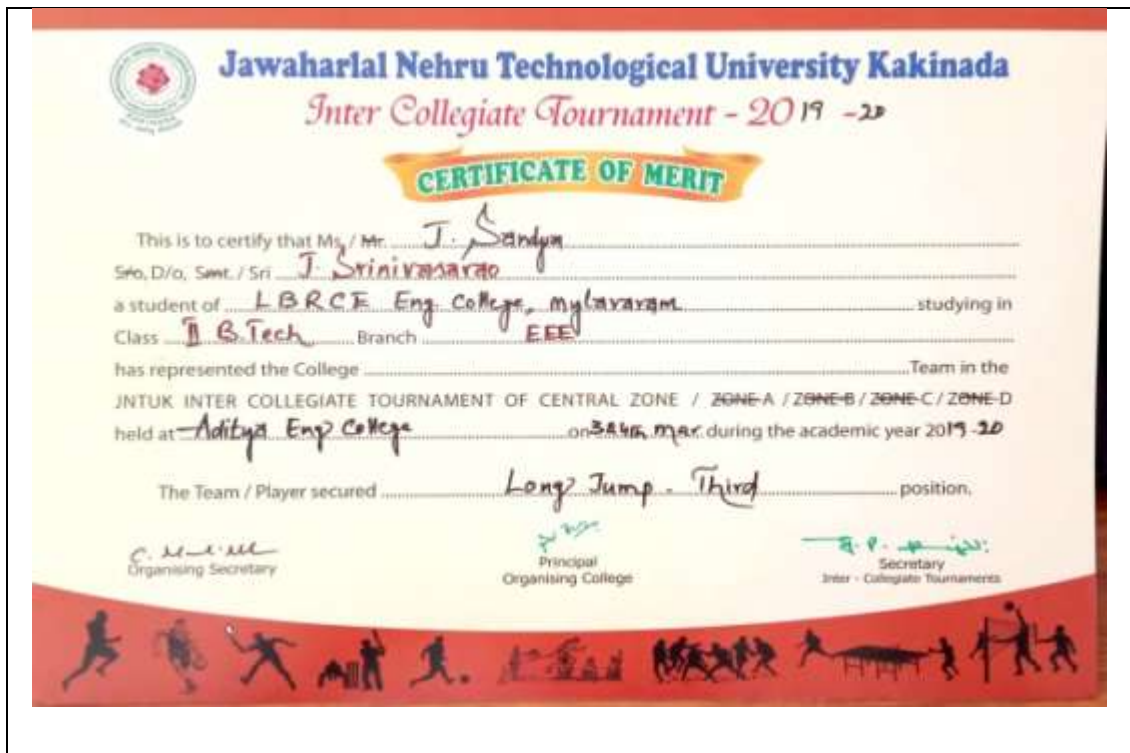 Jawaharlal Nehru Technological University Kakinada
Inter Collegiate Tournament - 2019 -20
CERTIFICATE OF MERIT
This is to certify that Ms / Mr. J. Sandya
S/o, D/o, Smt. / Sri J. Srinivasarao
a student of LBRCE Eng. College, Mylavaram studying in
Class II B.Tech Branch EEE
has represented the College Team in the
JNTUK INTER COLLEGIATE TOURNAMENT OF CENTRAL ZONE / ZONE-A / ZONE-B / ZONE-C / ZONE-D
held at Aditya Eng College on 3&4th Mar. during the academic year 2019-20
The Team / Player secured Long Jump - Third position,
Organising Secretary
Principal
Organising College
Secretary
Inter - Collegiate Tournaments